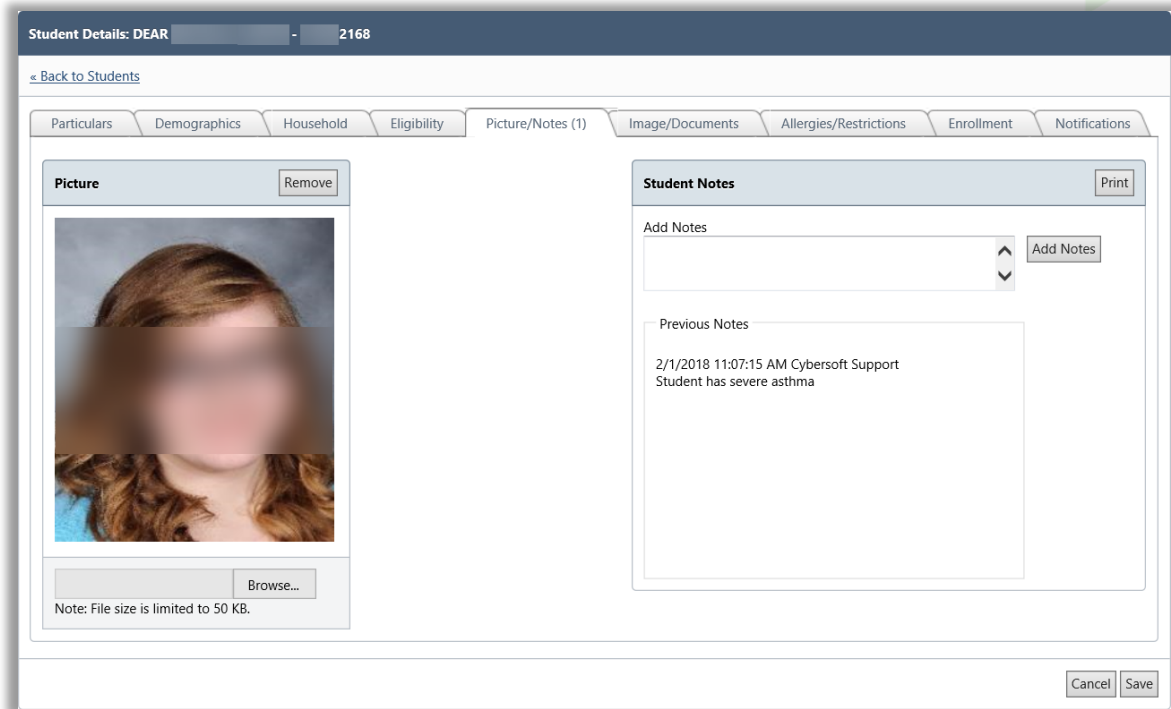 Student Details: DEAR - 2168
« Back to Students
Particulars Demographics Household Eligibility Picture/Notes (1) Image/Documents Allergies/Restrictions Enrollment Notifications
Picture Remove
Student Notes Print
Add Notes
Add Notes
Previous Notes
2/1/2018 11:07:15 AM Cybersoft Support
Student has severe asthma
Browse...
Note: File size is limited to 50 KB.
Cancel Save